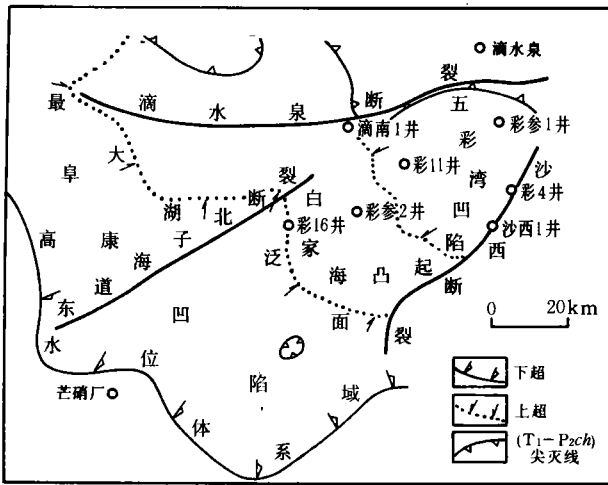 滴水泉
滴水泉断裂
五彩湾凹陷
彩参1井
滴南1井
彩11井
彩4井
沙西1井
沙西断裂
彩参2井
彩16井
白家海凸起
最大湖泛面
东道海子北断裂
阜康凹陷
高水位体系域
芒硝厂
0 20km
下超
上超
(T₁-P₂ch)
尖灭线